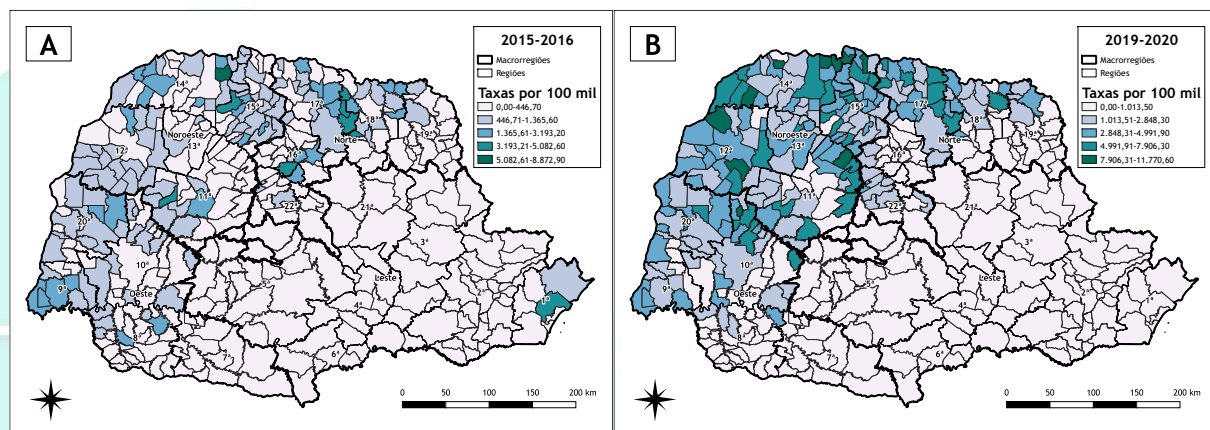 A
2015-2016
Macrorregiões
Regiões
Taxas por 100 mil
0,00-446,70
446,71-1.365,60
1.365,61-3.193,20
3.193,21-5.082,60
5.082,61-8.872,90
14ª
15ª
17ª
18ª
19ª
Noroeste
13ª
Norte
12ª
16ª
11ª
22ª
21ª
20ª
3ª
10ª
Leste
5ª
2ª
9ª
Oeste
4ª
1ª
8ª
7ª
6ª
0 50 100 150 200 km
B
2019-2020
Macrorregiões
Regiões
Taxas por 100 mil
0,00-1.013,50
1.013,51-2.848,30
2.848,31-4.991,90
4.991,91-7.906,30
7.906,31-11.770,60
14ª
15ª
17ª
18ª
19ª
Noroeste
13ª
Norte
12ª
16ª
11ª
22ª
21ª
20ª
3ª
10ª
Leste
5ª
2ª
9ª
Oeste
4ª
1ª
8ª
7ª
6ª
0 50 100 150 200 km